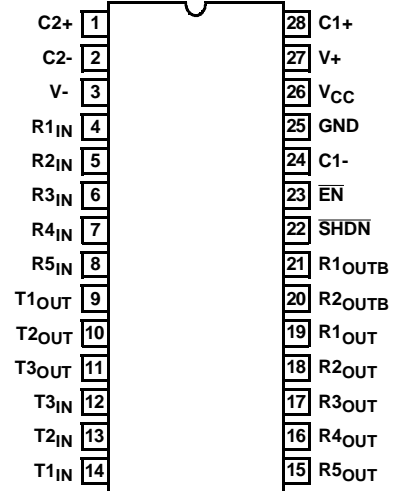 C2+ 1 28 C1+
C2- 2 27 V+
V- 3 26 VCC
R1IN 4 25 GND
R2IN 5 24 C1-
R3IN 6 23 EN
R4IN 7 22 SHDN
R5IN 8 21 R1OUTB
T1OUT 9 20 R2OUTB
T2OUT 10 19 R1OUT
T3OUT 11 18 R2OUT
T3IN 12 17 R3OUT
T2IN 13 16 R4OUT
T1IN 14 15 R5OUT